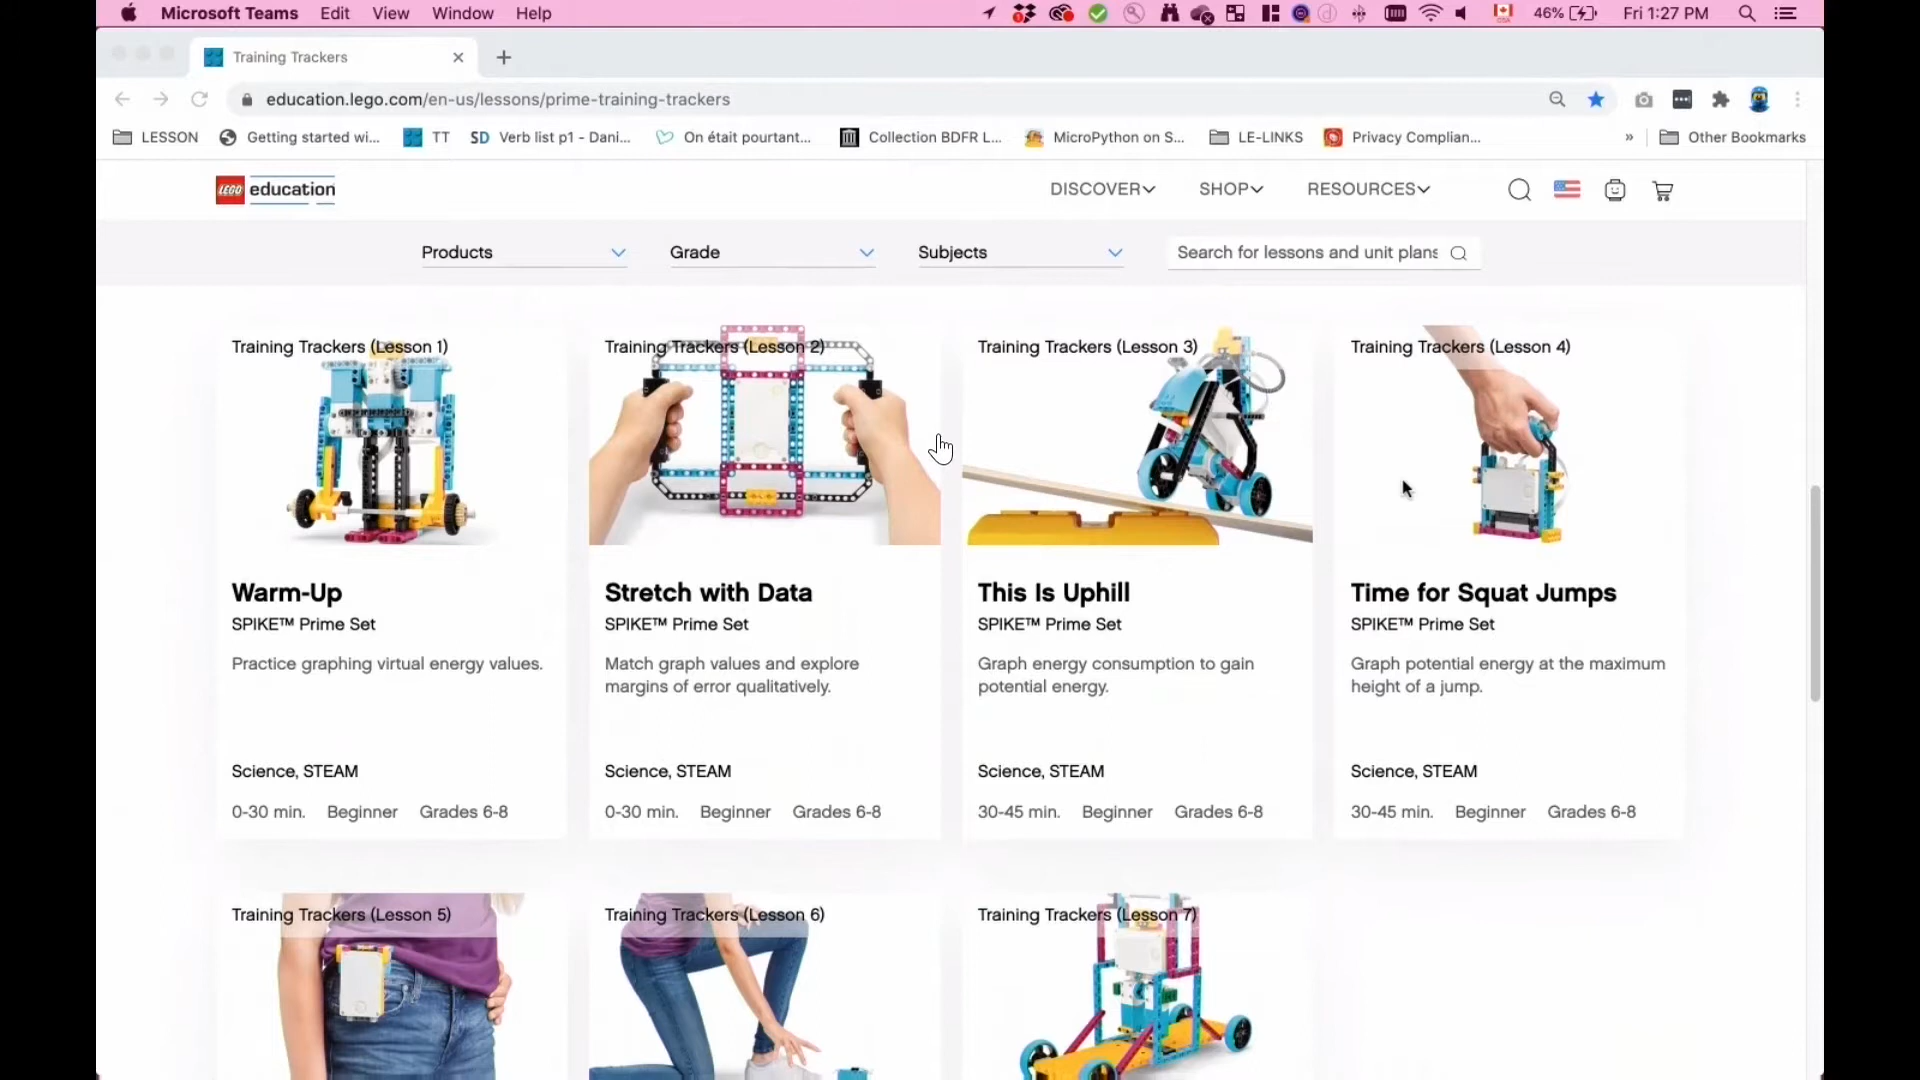 Microsoft Teams Edit View Window Help 46% Fri 1:27 PM
Training Trackers
education.lego.com/en-us/lessons/prime-training-trackers
LESSON Getting started wi... TT SD Verb list p1 - Dani... On était pourtant... Collection BDFR L... MicroPython on S... LE-LINKS Privacy Complian... » Other Bookmarks
LEGO education DISCOVER SHOP RESOURCES
Products Grade Subjects Search for lessons and unit plans
Training Trackers (Lesson 1)
Warm-Up
SPIKE™ Prime Set
Practice graphing virtual energy values.
Science, STEAM
0-30 min. Beginner Grades 6-8
Training Trackers (Lesson 2)
Stretch with Data
SPIKE™ Prime Set
Match graph values and explore
margins of error qualitatively.
Science, STEAM
0-30 min. Beginner Grades 6-8
Training Trackers (Lesson 3)
This Is Uphill
SPIKE™ Prime Set
Graph energy consumption to gain
potential energy.
Science, STEAM
30-45 min. Beginner Grades 6-8
Training Trackers (Lesson 4)
Time for Squat Jumps
SPIKE™ Prime Set
Graph potential energy at the maximum
height of a jump.
Science, STEAM
30-45 min. Beginner Grades 6-8
Training Trackers (Lesson 5)
Training Trackers (Lesson 6)
Training Trackers (Lesson 7)